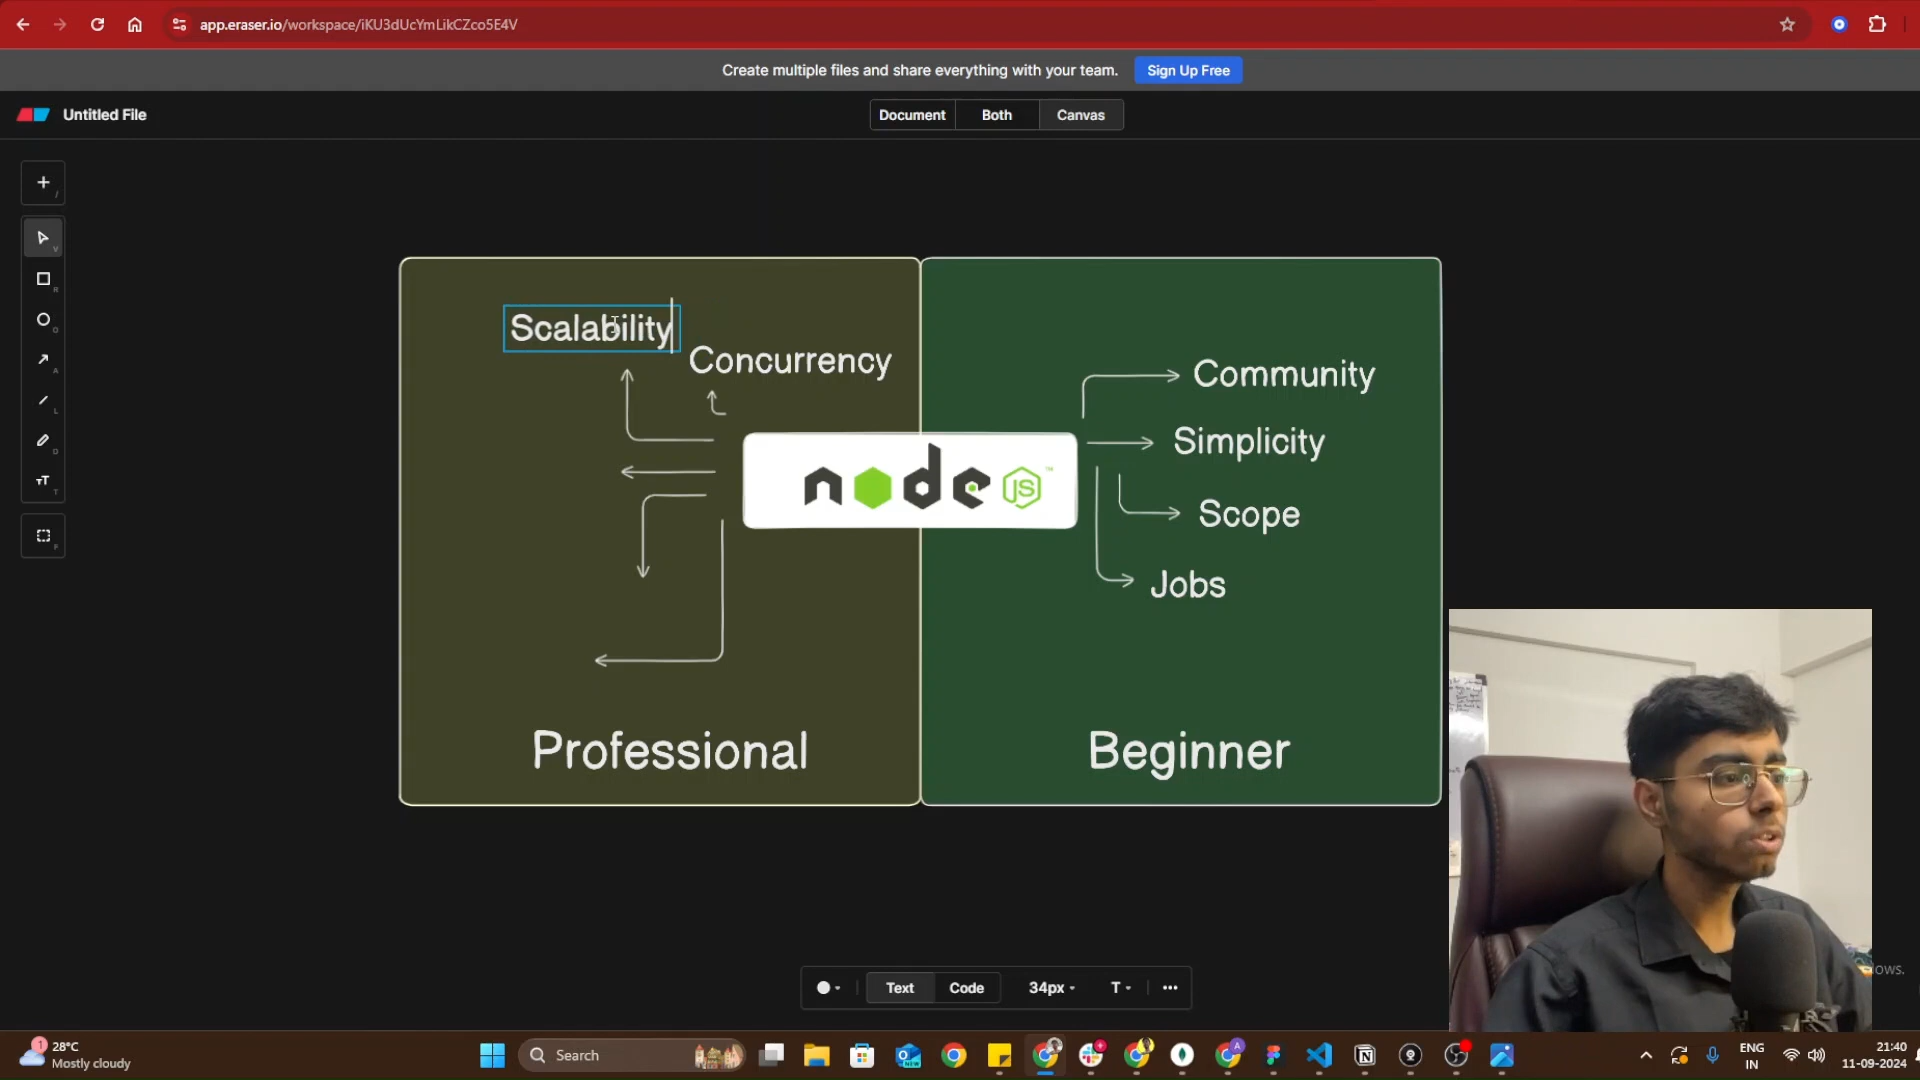 app.eraser.io/workspace/iKU3dUcYmLikCZco5E4V
Create multiple files and share everything with your team. Sign Up Free
Untitled File
Document Both Canvas
Scalability
Concurrency
Community
Simplicity
node JS ™
Scope
Jobs
Professional
Beginner
Text Code 34px T
28°C
Mostly cloudy
Search
ENG
IN
21:40
11-09-2024